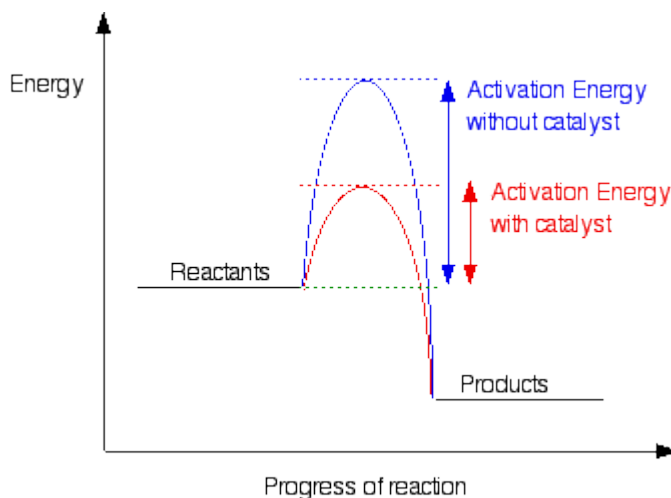 Energy
Activation Energy
without catalyst
Activation Energy
with catalyst
Reactants
Products
Progress of reaction